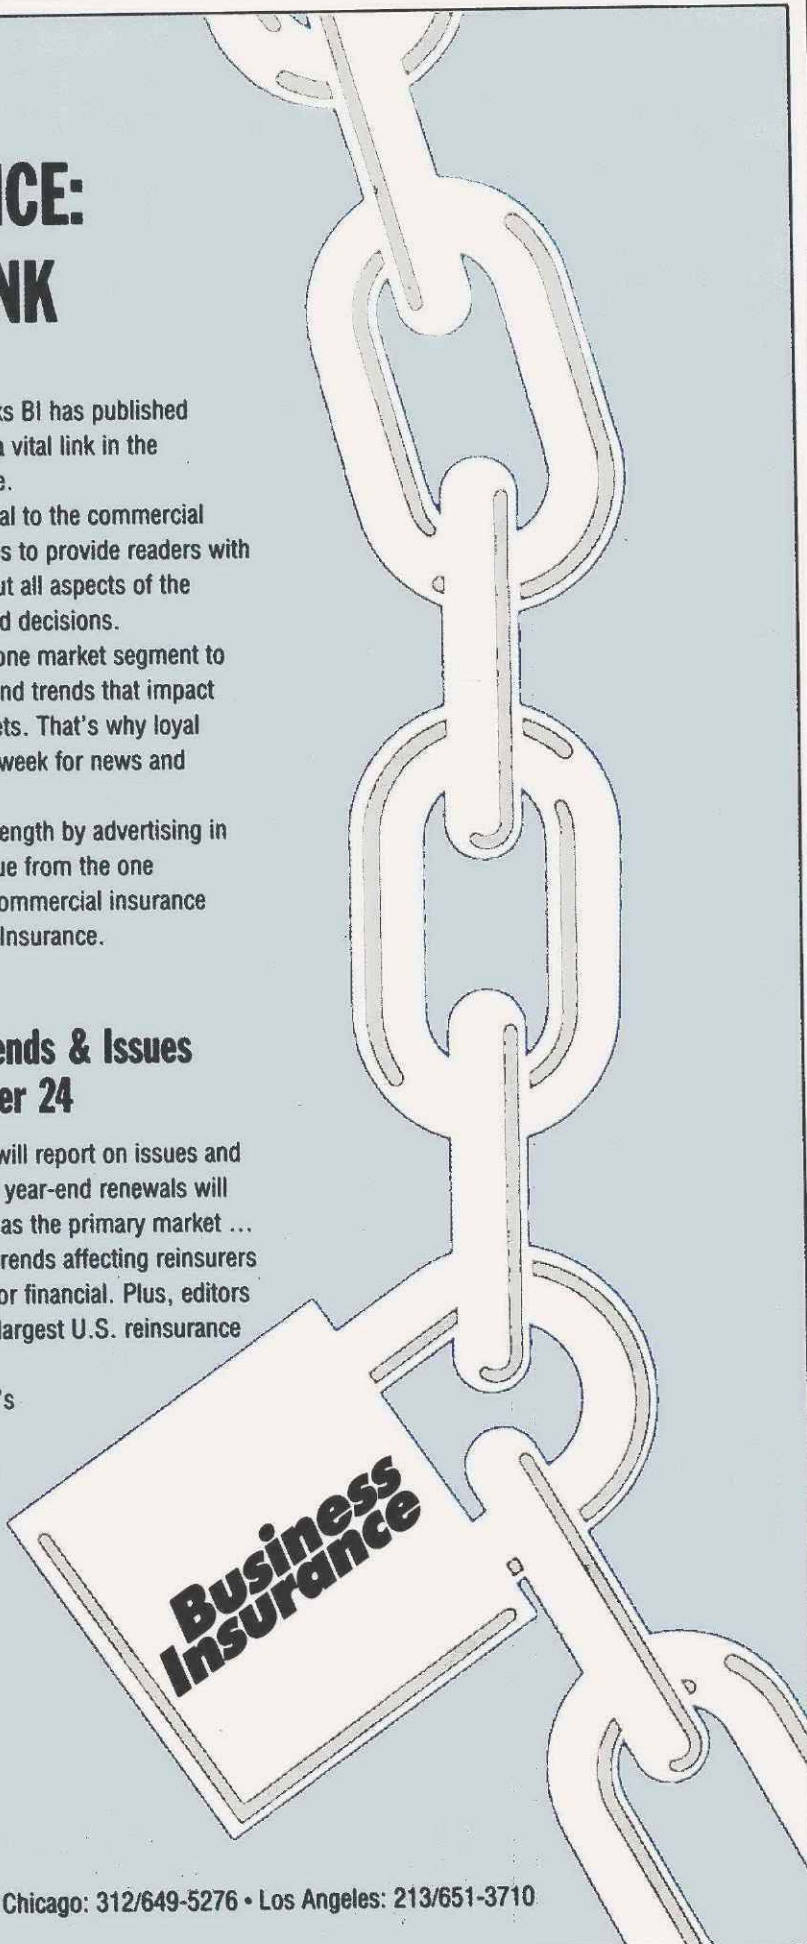 CE:
NK
ks BI has published
a vital link in the
e.
al to the commercial
s to provide readers with
ut all aspects of the
d decisions.
one market segment to
nd trends that impact
ets. That's why loyal
week for news and
ength by advertising in
ue from the one
ommercial insurance
Insurance.
ends & Issues
er 24
will report on issues and
year-end renewals will
as the primary market ...
rends affecting reinsurers
or financial. Plus, editors
largest U.S. reinsurance
's
Business
Insurance
Chicago: 312/649-5276 • Los Angeles: 213/651-3710